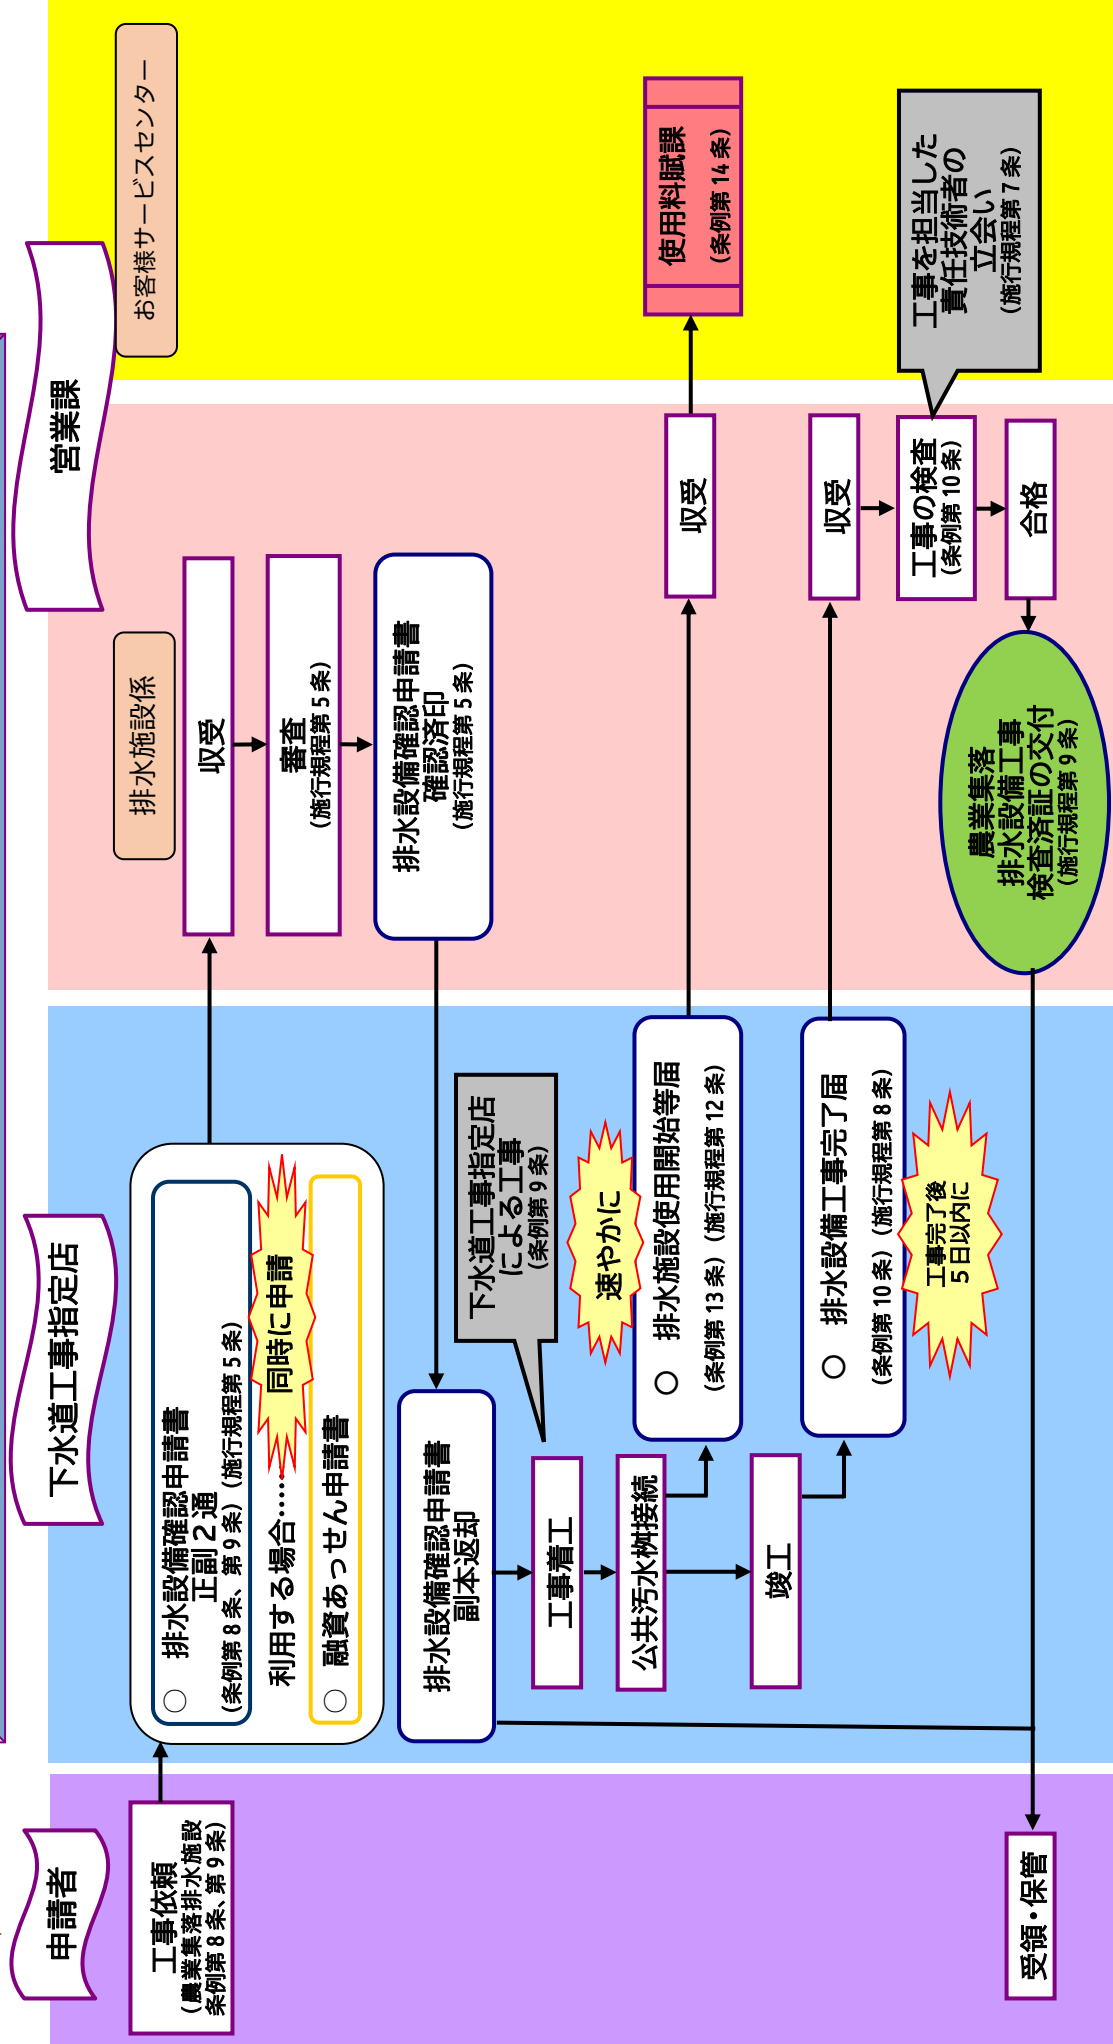 申請者
下水道工事指定店
営業課
排水施設係
お客様サービスセンター
工事依頼
（農業集落排水施設
条例第８条、第９条）
○　排水設備確認申請書
正副２通
（条例第８条、第９条）（施行規程第５条）
利用する場合……
同時に申請
○　融資あっせん申請書
収受
審査
（施行規程第５条）
排水設備確認申請書
確認済印
（施行規程第５条）
排水設備確認申請書
副本返却
下水道工事指定店
による工事
（条例第９条）
工事着工
公共汚水桝接続
竣工
速やかに
○　排水施設使用開始等届
（条例第13条）（施行規程第12条）
収受
使用料賦課
（条例第14条）
○　排水設備工事完了届
（条例第10条）（施行規程第８条）
工事完了後
５日以内に
収受
工事の検査
（条例第10条）
工事を担当した
責任技術者の
立会い
（施行規程第７条）
合格
農業集落
排水設備工事
検査済証の交付
（施行規程第９条）
受領・保管